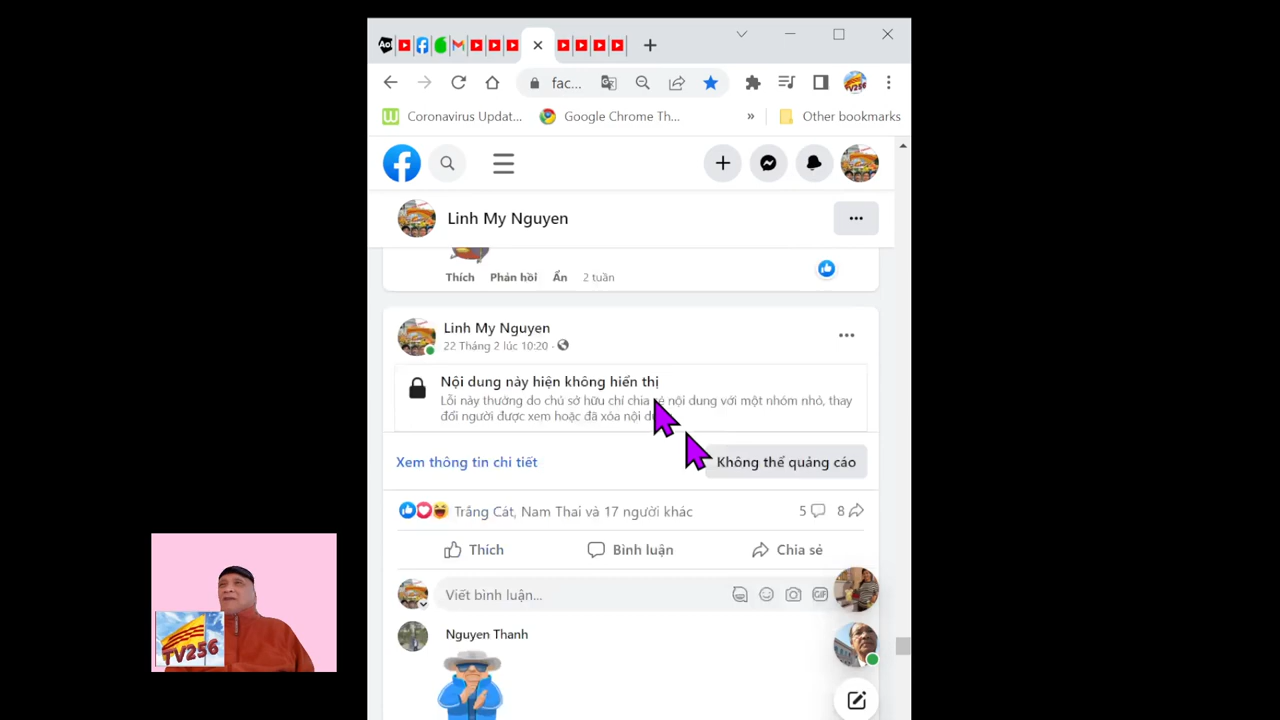 fac...
Coronavirus Updat...
Google Chrome Th...
»
Other bookmarks
Linh My Nguyen
Thích Phản hồi Ẩn 2 tuần
Linh My Nguyen
22 Tháng 2 lúc 10:20 ·
Nội dung này hiện không hiển thị
Lỗi này thường do chủ sở hữu chỉ chia sẻ nội dung với một nhóm nhỏ, thay
đổi người được xem hoặc đã xóa nội
Xem thông tin chi tiết
Không thể quảng cáo
Trắng Cát, Nam Thai và 17 người khác
5 8
Thích Bình luận Chia sẻ
Viết bình luận...
GIF
Nguyen Thanh
TV256